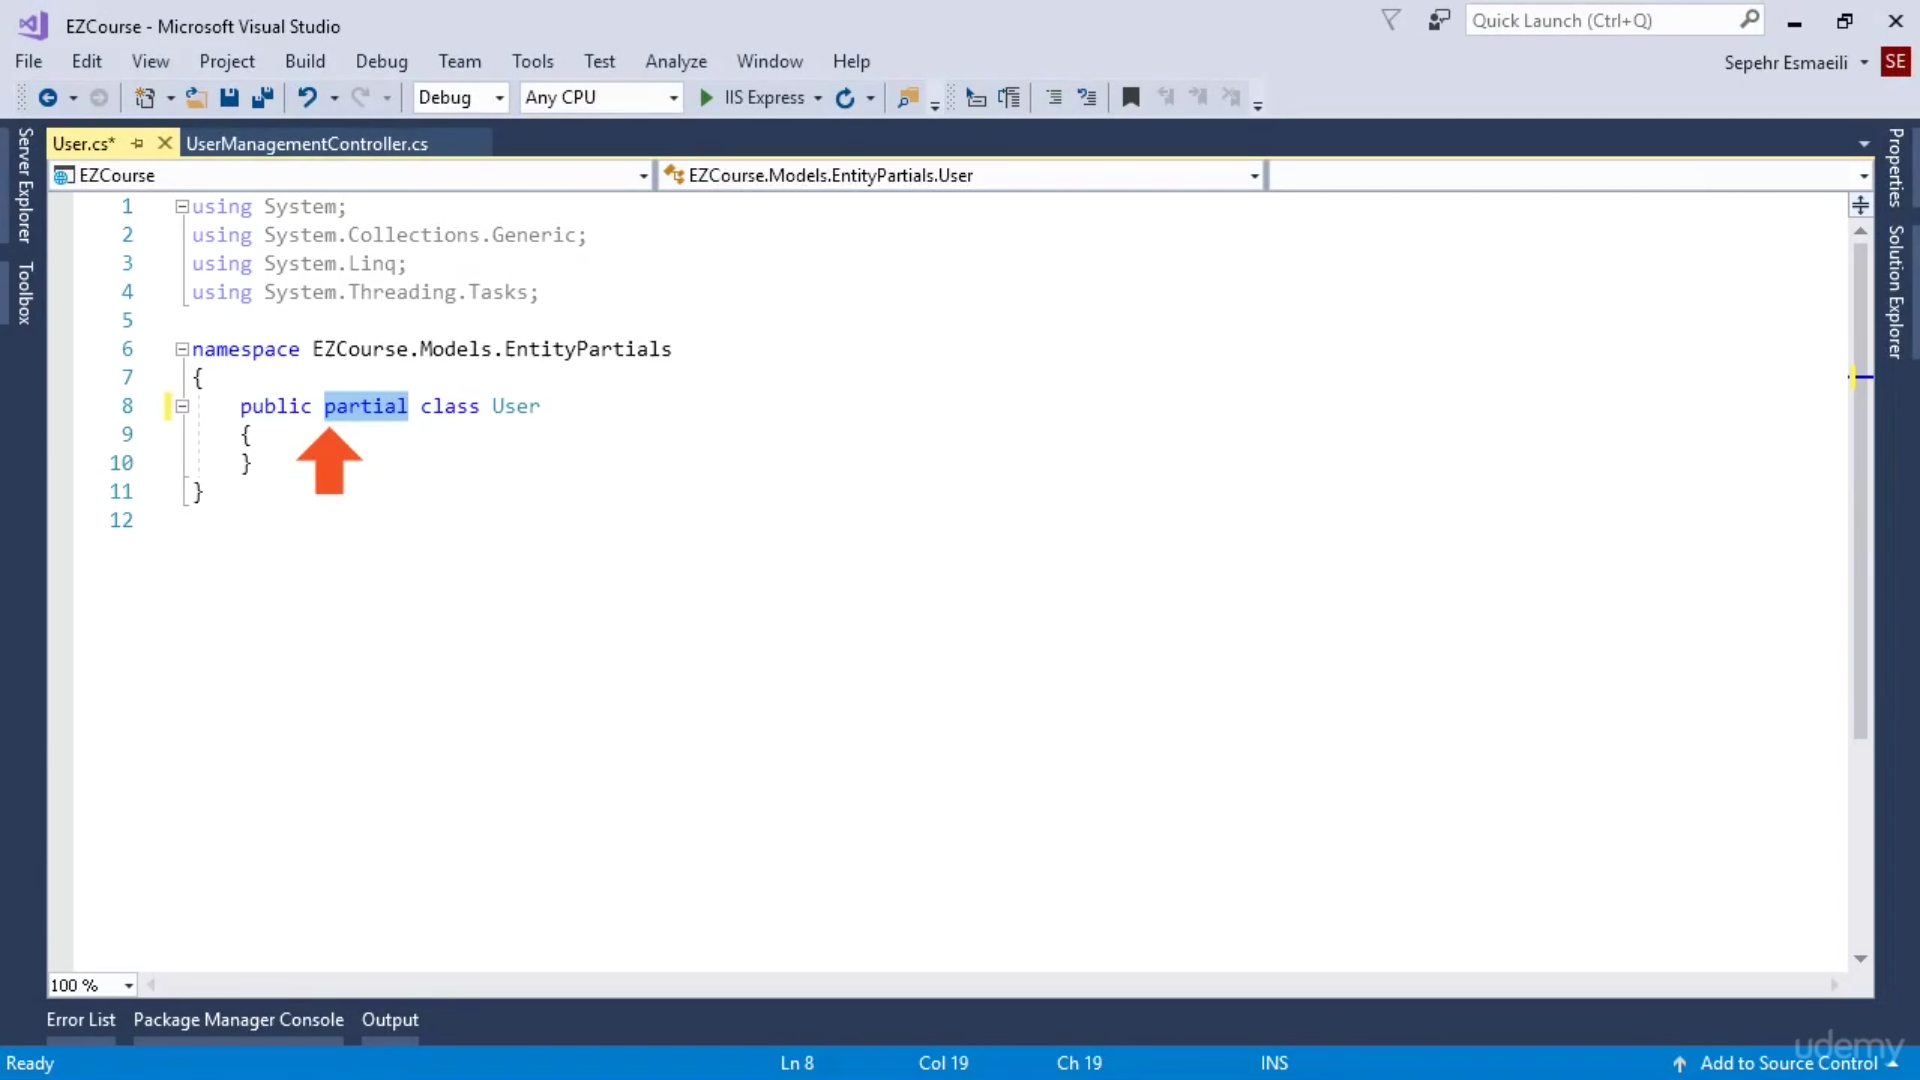 EZCourse - Microsoft Visual Studio
Quick Launch (Ctrl+Q)
File Edit View Project Build Debug Team Tools Test Analyze Window Help
Sepehr Esmaeili SE
Debug Any CPU IIS Express
Server Explorer
Toolbox
User.cs* UserManagementController.cs
EZCourse EZCourse.Models.EntityPartials.User
1 using System;
2 using System.Collections.Generic;
3 using System.Linq;
4 using System.Threading.Tasks;
5
6 namespace EZCourse.Models.EntityPartials
7 {
8 public partial class User
9 {
10 }
11 }
12
Properties
Solution Explorer
100 %
Error List Package Manager Console Output
udemy
Ready Ln 8 Col 19 Ch 19 INS Add to Source Control